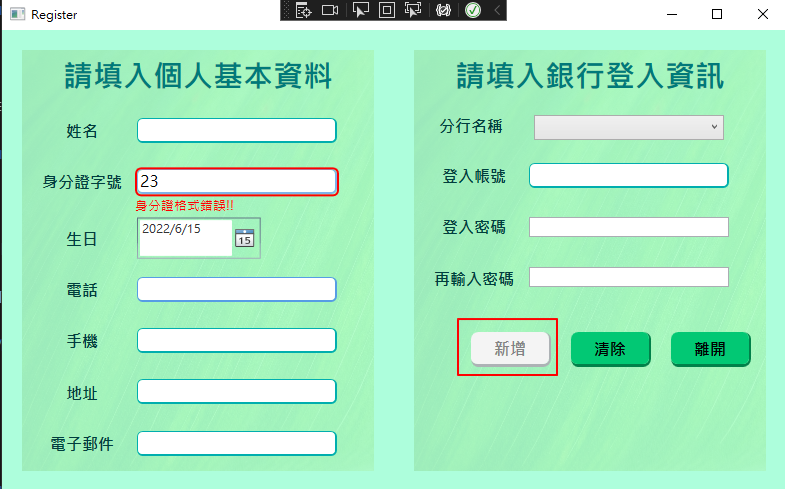 Register
請填入個人基本資料
姓名
身分證字號
23
身分證格式錯誤!!
生日
2022/6/15
15
電話
手機
地址
電子郵件
請填入銀行登入資訊
分行名稱
登入帳號
登入密碼
再輸入密碼
新增
清除
離開